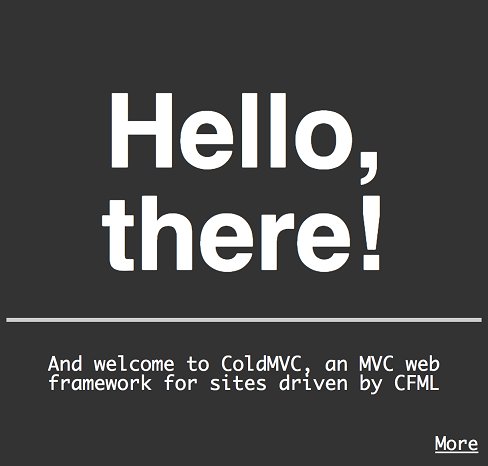 Hello,
there!
And welcome to ColdMVC, an MVC web
framework for sites driven by CFML
More